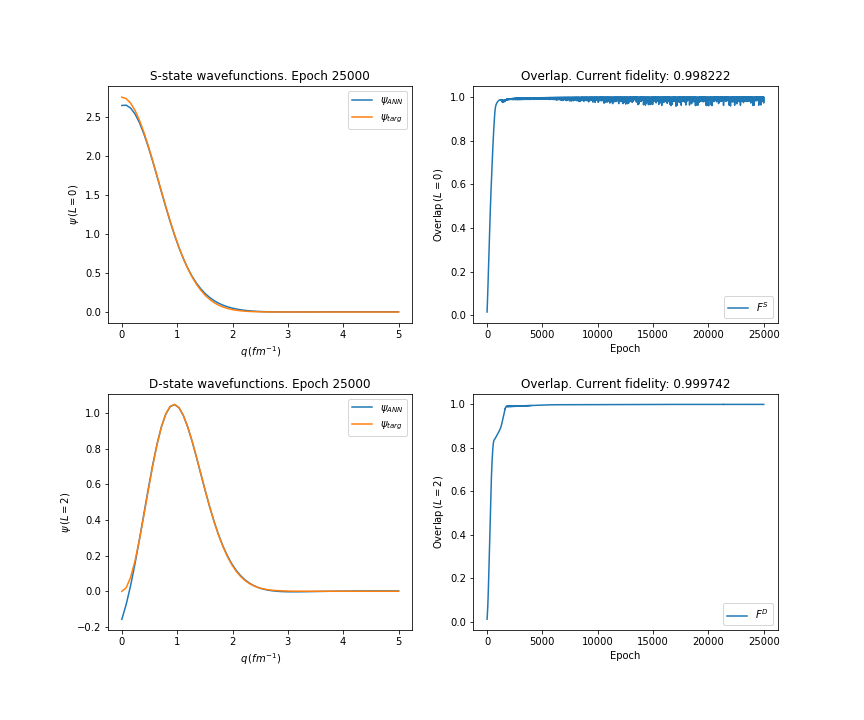 S-state wavefunctions. Epoch 25000
ψ(L = 0)
2.5
2.0
1.5
1.0
0.5
0.0
ψ_ANN
ψ_targ
0 1 2 3 4 5
q(fm⁻¹)
Overlap. Current fidelity: 0.998222
Overlap (L = 0)
1.0
0.8
0.6
0.4
0.2
0.0
F^S
0 5000 10000 15000 20000 25000
Epoch
D-state wavefunctions. Epoch 25000
ψ(L = 2)
1.0
0.8
0.6
0.4
0.2
0.0
−0.2
ψ_ANN
ψ_targ
0 1 2 3 4 5
q(fm⁻¹)
Overlap. Current fidelity: 0.999742
Overlap (L = 2)
1.0
0.8
0.6
0.4
0.2
0.0
F^D
0 5000 10000 15000 20000 25000
Epoch